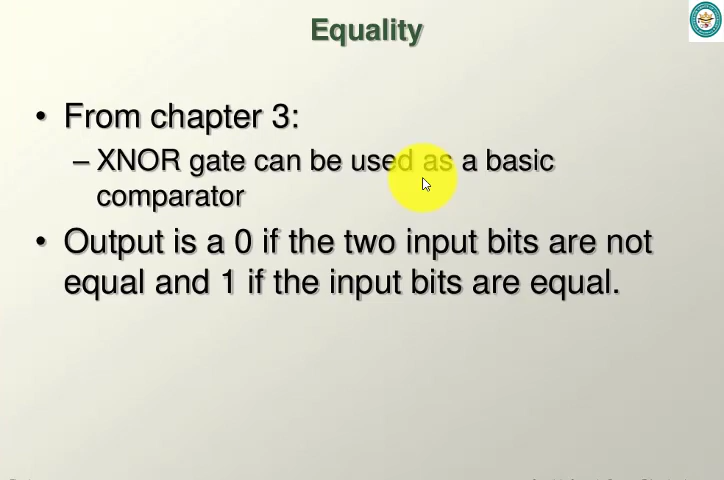 Equality
• From chapter 3:
– XNOR gate can be used as a basic
comparator
• Output is a 0 if the two input bits are not
equal and 1 if the input bits are equal.